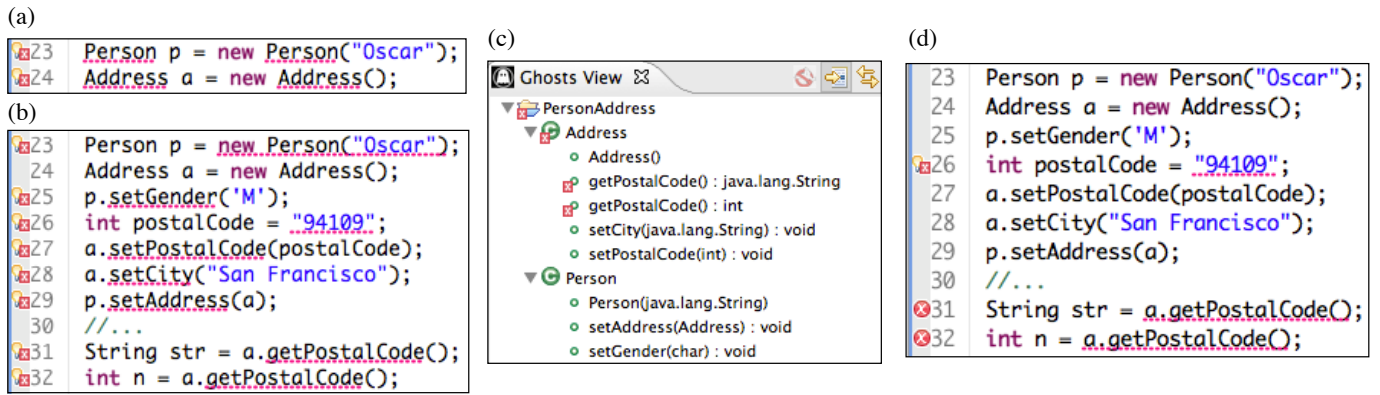 (a)
23 Person p = new Person("Oscar");
24 Address a = new Address();
(b)
23 Person p = new Person("Oscar");
24 Address a = new Address();
25 p.setGender('M');
26 int postalCode = "94109";
27 a.setPostalCode(postalCode);
28 a.setCity("San Francisco");
29 p.setAddress(a);
30 //...
31 String str = a.getPostalCode();
32 int n = a.getPostalCode();
(c)
Ghosts View
PersonAddress
Address
Address()
getPostalCode() : java.lang.String
getPostalCode() : int
setCity(java.lang.String) : void
setPostalCode(int) : void
Person
Person(java.lang.String)
setAddress(Address) : void
setGender(char) : void
(d)
23 Person p = new Person("Oscar");
24 Address a = new Address();
25 p.setGender('M');
26 int postalCode = "94109";
27 a.setPostalCode(postalCode);
28 a.setCity("San Francisco");
29 p.setAddress(a);
30 //...
31 String str = a.getPostalCode();
32 int n = a.getPostalCode();